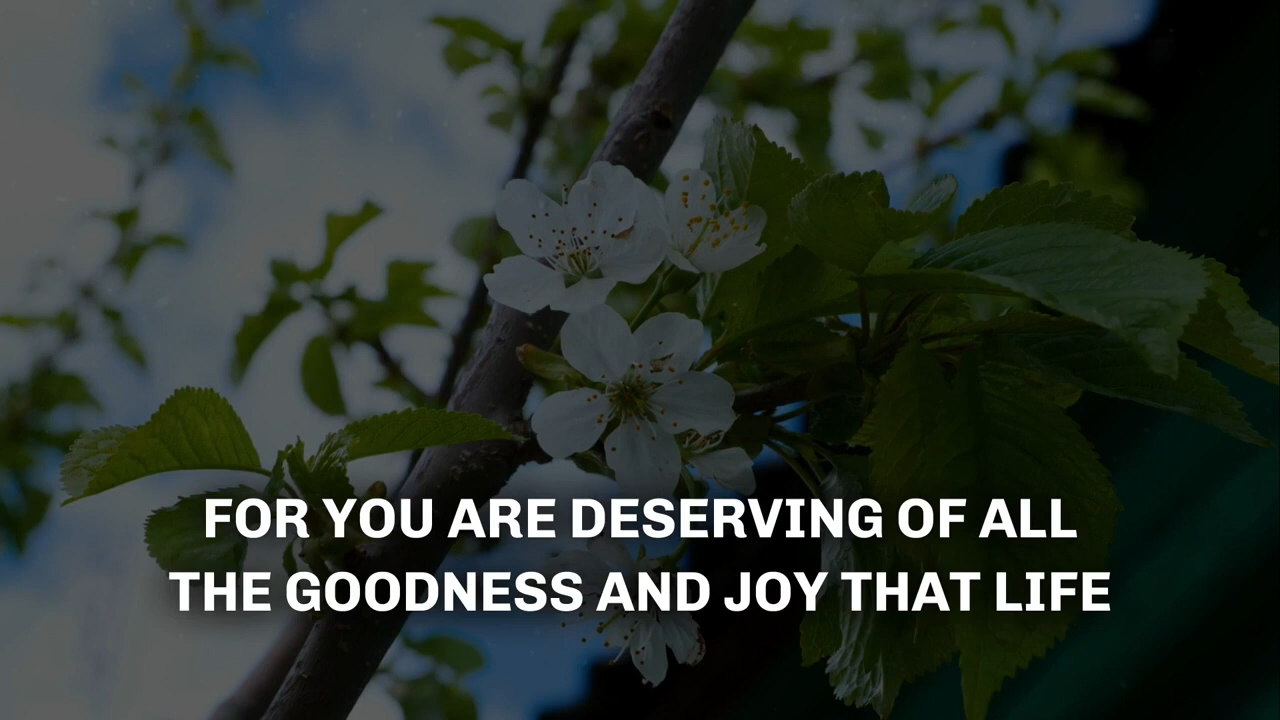 FOR YOU ARE DESERVING OF ALL
THE GOODNESS AND JOY THAT LIFE